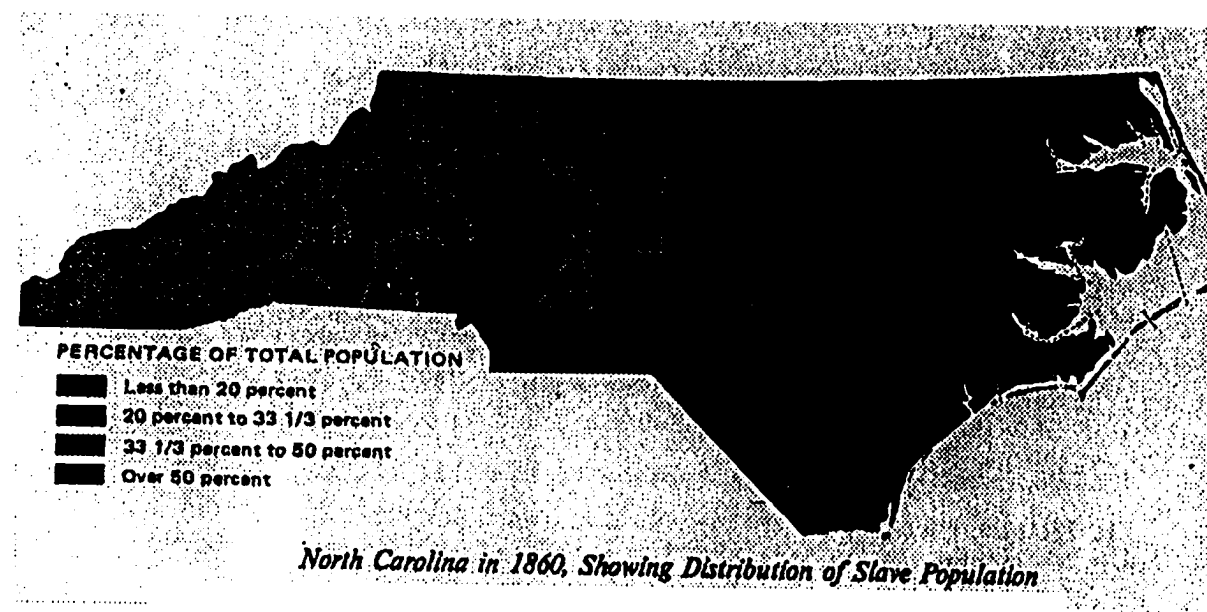 PERCENTAGE OF TOTAL POPULATION
Less than 20 percent
20 percent to 33 1/3 percent
33 1/3 percent to 50 percent
Over 50 percent
North Carolina in 1860, Showing Distribution of Slave Population